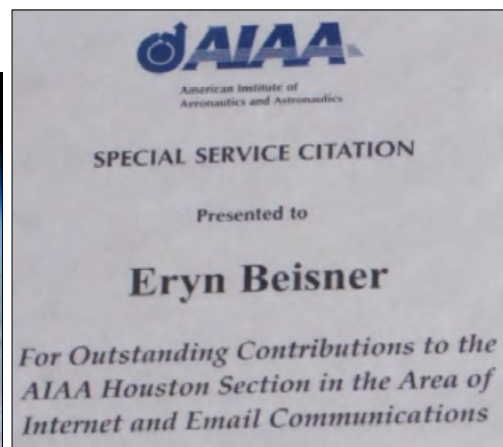 AIAA
American Institute of
Aeronautics and Astronautics
SPECIAL SERVICE CITATION
Presented to
Eryn Beisner
For Outstanding Contributions to the
AIAA Houston Section in the Area of
Internet and Email Communications